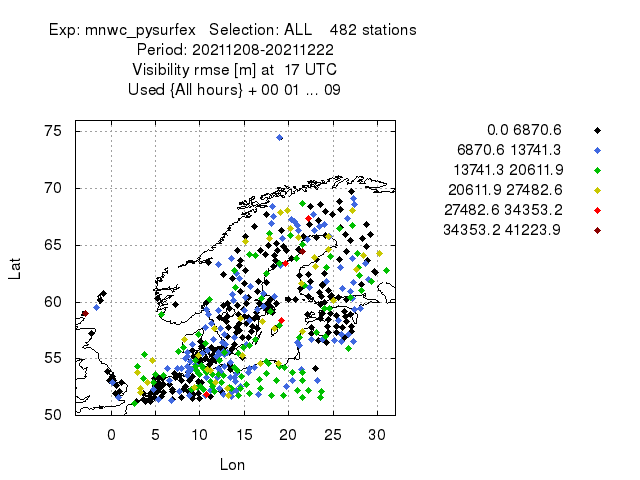 Exp: mnwc_pysurfex   Selection: ALL    482 stations
Period: 20211208-20211222
Visibility rmse [m] at  17 UTC
Used {All hours} + 00 01 ... 09
0.0 6870.6
6870.6 13741.3
13741.3 20611.9
20611.9 27482.6
27482.6 34353.2
34353.2 41223.9
75
70
65
60
55
50
Lat
0 5 10 15 20 25 30
Lon